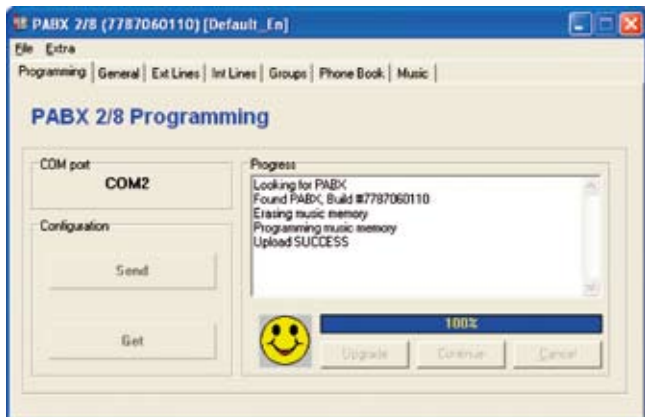 PABX 2/8 (7787060110) [Default_En]
File Extra
Programming General Ext Lines Int Lines Groups Phone Book Music
PABX 2/8 Programming
COM port
COM2
Configuration
Send
Get
Progress
Looking for PABX
Found PABX, Build #7787060110
Erasing music memory
Programming music memory
Upload SUCCESS
100%
Upgrade Continue Cancel